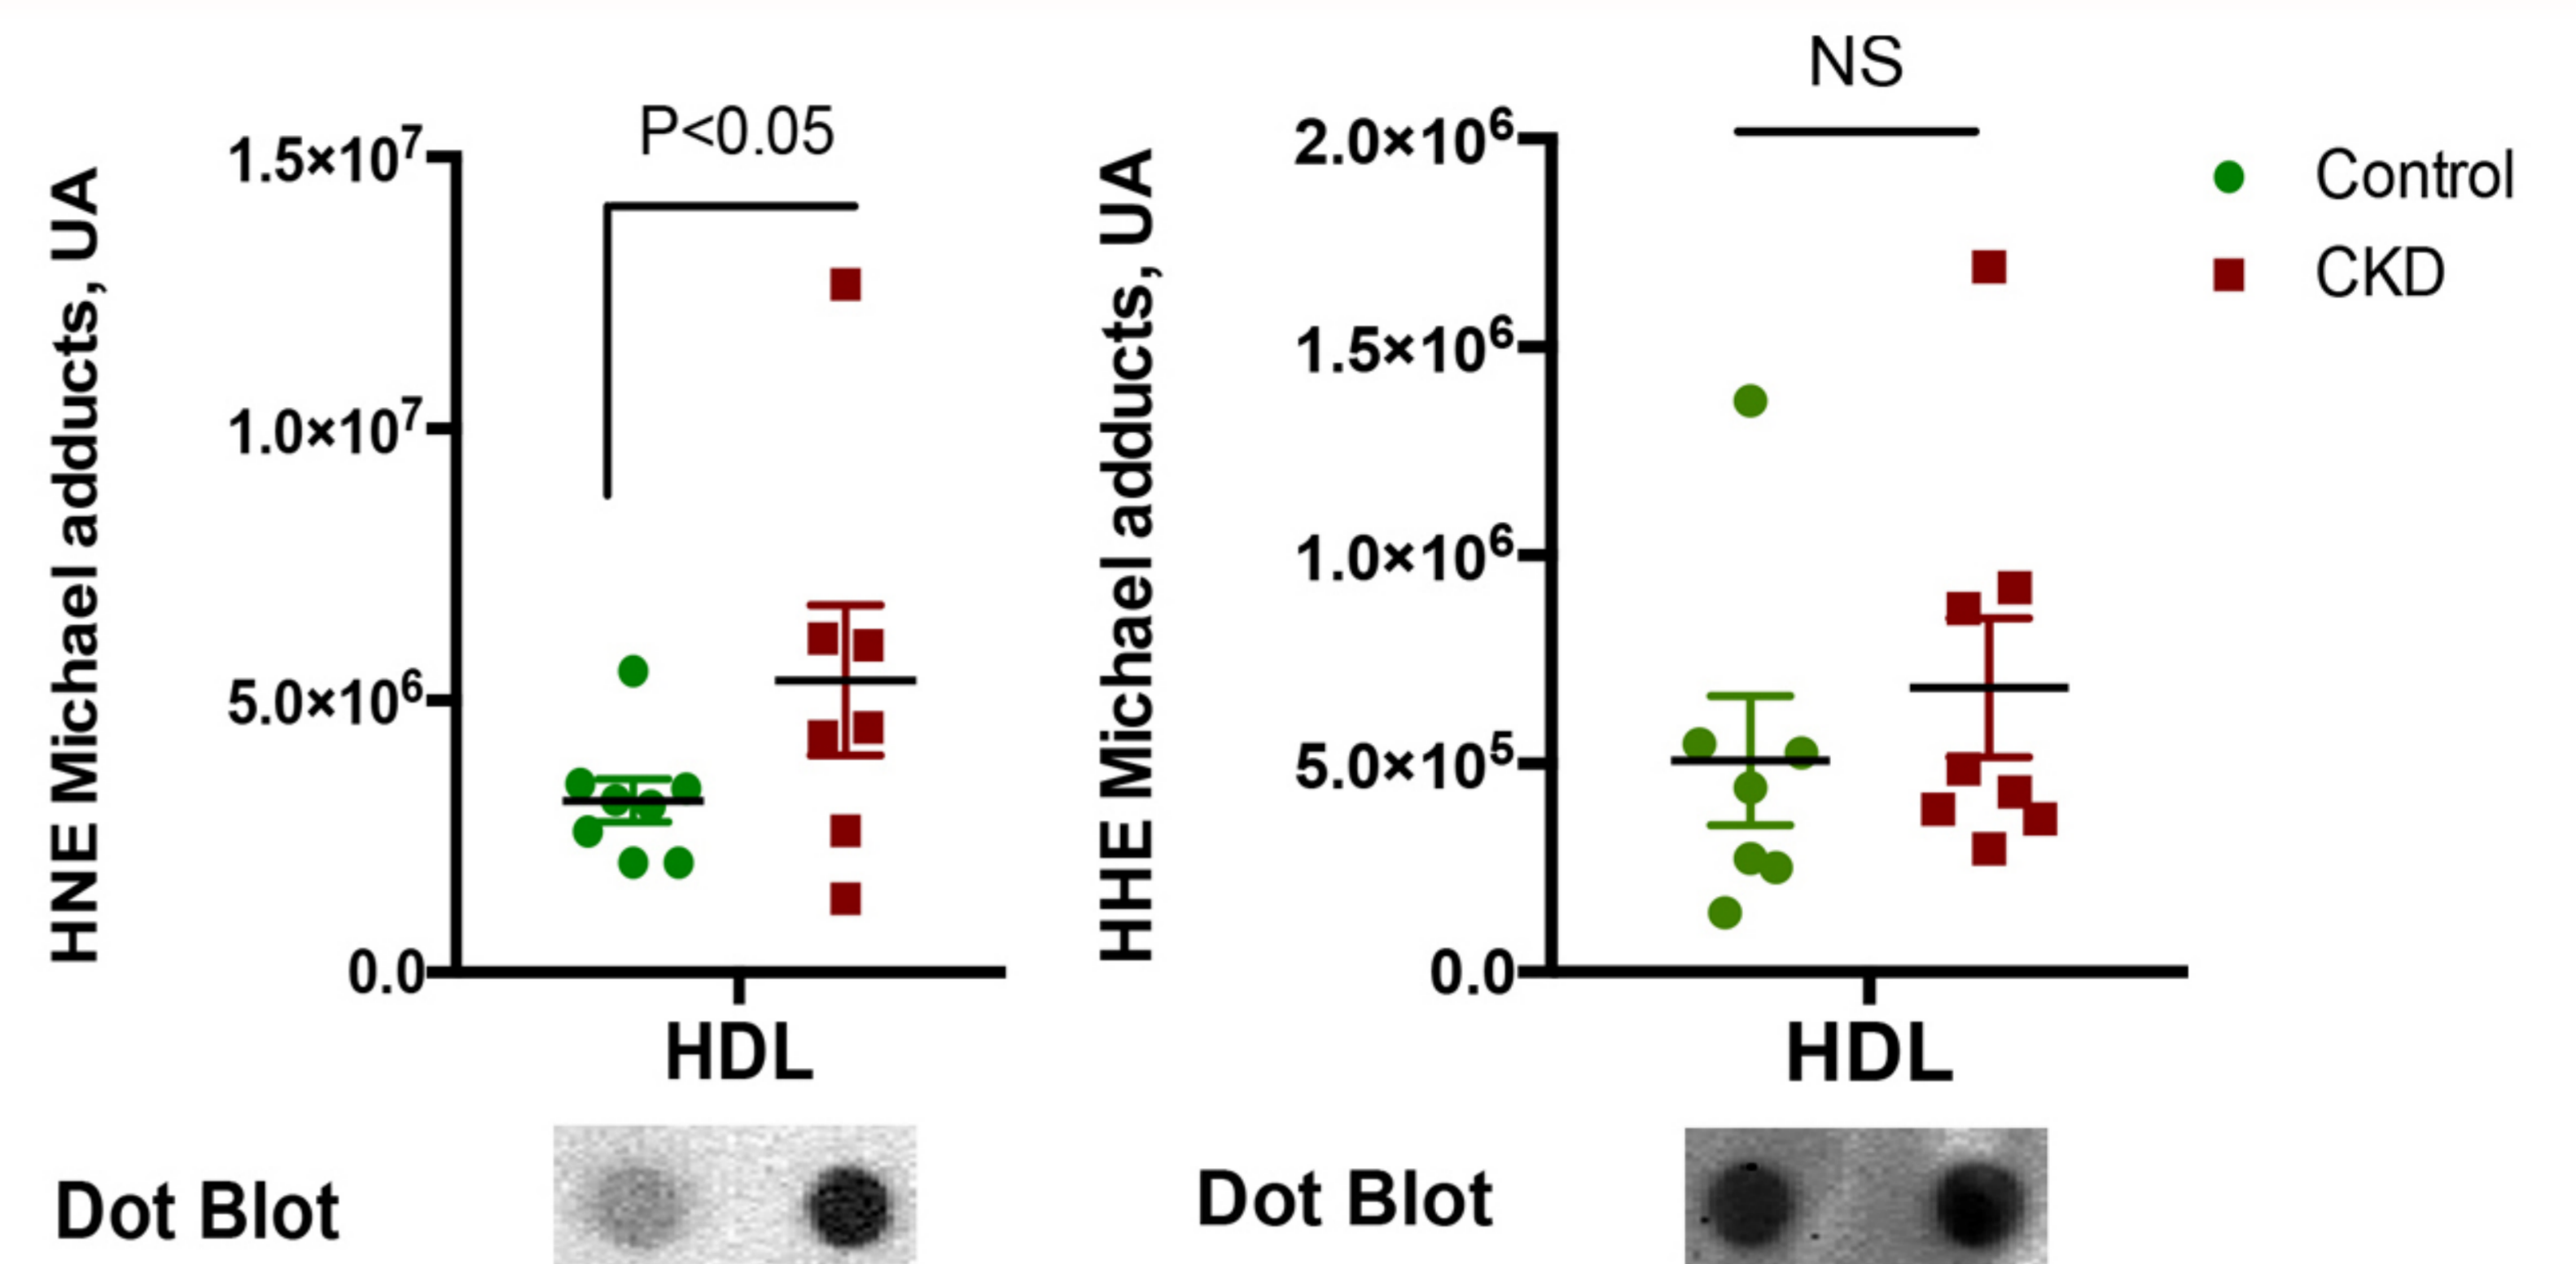 HNE Michael adducts, UA
1.5×10⁷
1.0×10⁷
5.0×10⁶
0.0
P<0.05
HDL
Dot Blot
HHE Michael adducts, UA
2.0×10⁶
1.5×10⁶
1.0×10⁶
5.0×10⁵
0.0
NS
HDL
Dot Blot
Control
CKD